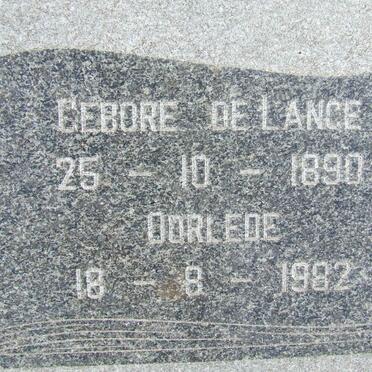 GEBORE DE LANGE
25 - 10 - 1890
OORLEDE
18 - 8 - 1982